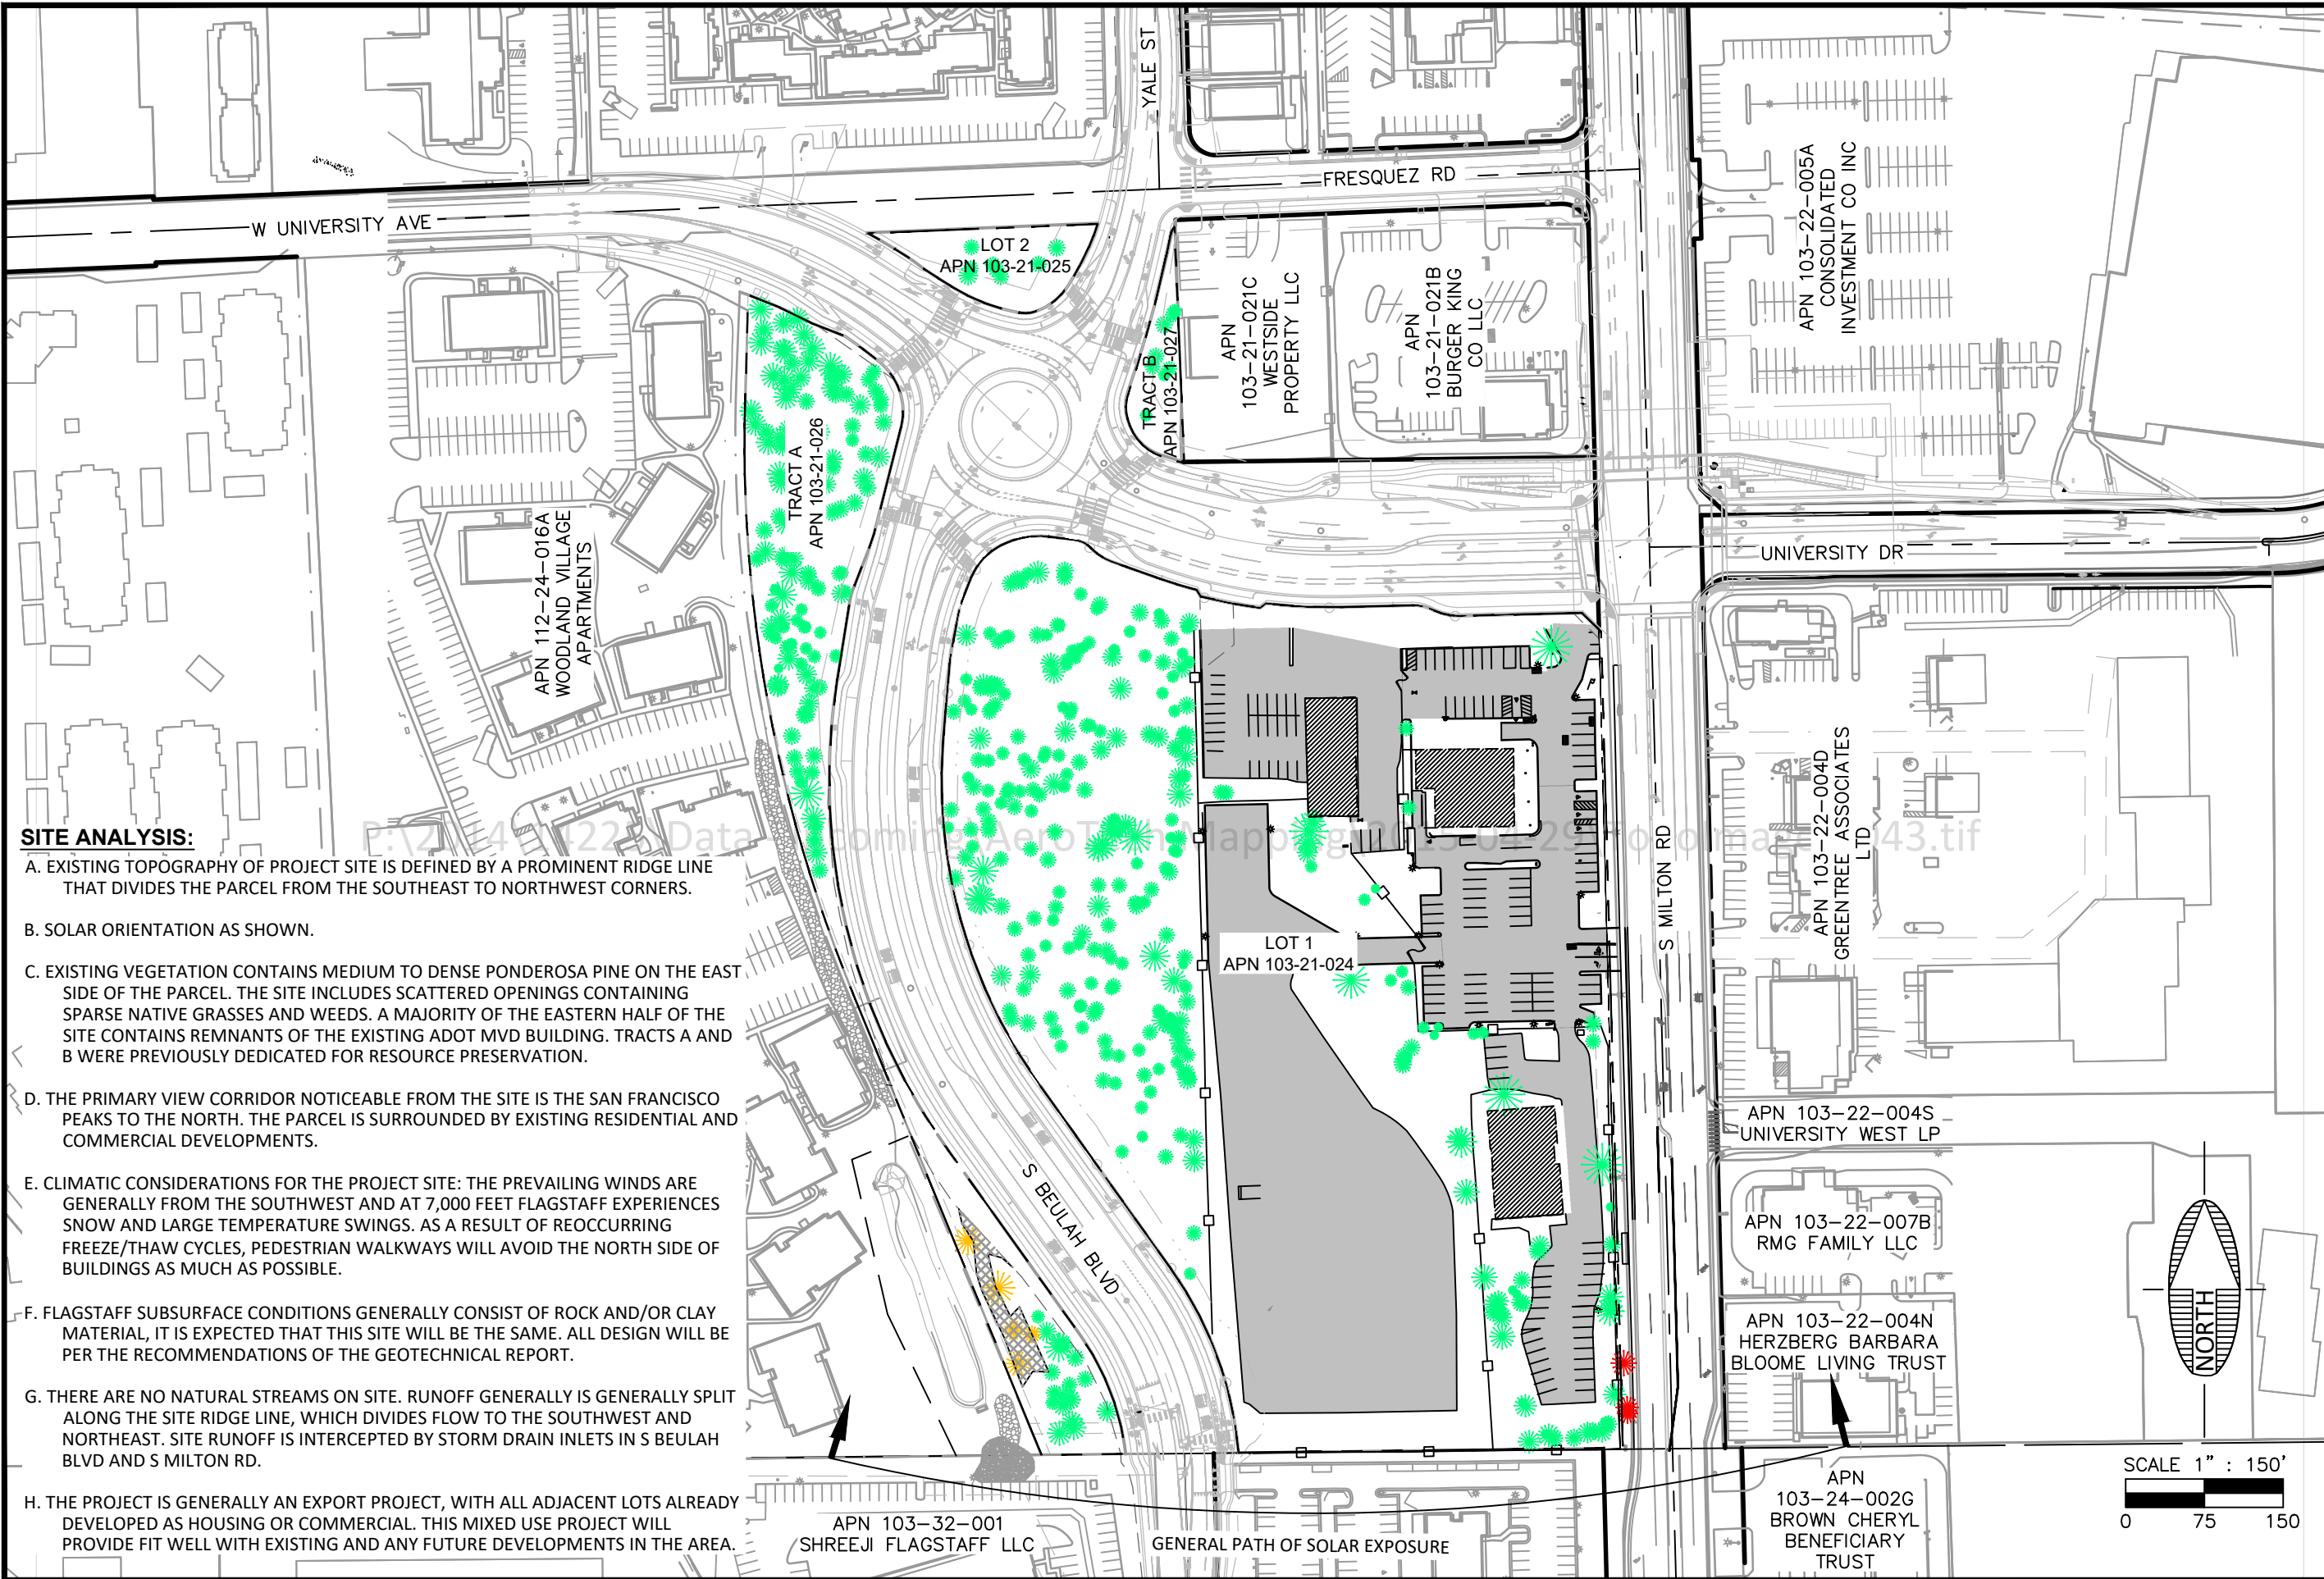 YALE ST
FRESQUEZ RD
W UNIVERSITY AVE
LOT 2
APN 103-21-025
TRACT B
APN 103-21-027
APN
103-21-021C
WESTSIDE
PROPERTY LLC
APN
103-21-021B
BURGER KING
CO LLC
APN 103-22-005A
CONSOLIDATED
INVESTMENT CO INC
TRACT A
APN 103-21-026
APN 112-24-016A
WOODLAND VILLAGE
APARTMENTS
UNIVERSITY DR
S MILTON RD
APN 103-22-004D
GREENTREE ASSOCIATES
LTD
LOT 1
APN 103-21-024
S BEULAH BLVD
APN 103-22-004S
UNIVERSITY WEST LP
APN 103-22-007B
RMG FAMILY LLC
APN 103-22-004N
HERZBERG BARBARA
BLOOME LIVING TRUST
APN
103-24-002G
BROWN CHERYL
BENEFICIARY
TRUST
APN 103-32-001
SHREEJI FLAGSTAFF LLC
GENERAL PATH OF SOLAR EXPOSURE
NORTH
SCALE 1" : 150'
0 75 150
SITE ANALYSIS:
A. EXISTING TOPOGRAPHY OF PROJECT SITE IS DEFINED BY A PROMINENT RIDGE LINE
THAT DIVIDES THE PARCEL FROM THE SOUTHEAST TO NORTHWEST CORNERS.
B. SOLAR ORIENTATION AS SHOWN.
C. EXISTING VEGETATION CONTAINS MEDIUM TO DENSE PONDEROSA PINE ON THE EAST
SIDE OF THE PARCEL. THE SITE INCLUDES SCATTERED OPENINGS CONTAINING
SPARSE NATIVE GRASSES AND WEEDS. A MAJORITY OF THE EASTERN HALF OF THE
SITE CONTAINS REMNANTS OF THE EXISTING ADOT MVD BUILDING. TRACTS A AND
B WERE PREVIOUSLY DEDICATED FOR RESOURCE PRESERVATION.
D. THE PRIMARY VIEW CORRIDOR NOTICEABLE FROM THE SITE IS THE SAN FRANCISCO
PEAKS TO THE NORTH. THE PARCEL IS SURROUNDED BY EXISTING RESIDENTIAL AND
COMMERCIAL DEVELOPMENTS.
E. CLIMATIC CONSIDERATIONS FOR THE PROJECT SITE: THE PREVAILING WINDS ARE
GENERALLY FROM THE SOUTHWEST AND AT 7,000 FEET FLAGSTAFF EXPERIENCES
SNOW AND LARGE TEMPERATURE SWINGS. AS A RESULT OF REOCCURRING
FREEZE/THAW CYCLES, PEDESTRIAN WALKWAYS WILL AVOID THE NORTH SIDE OF
BUILDINGS AS MUCH AS POSSIBLE.
F. FLAGSTAFF SUBSURFACE CONDITIONS GENERALLY CONSIST OF ROCK AND/OR CLAY
MATERIAL, IT IS EXPECTED THAT THIS SITE WILL BE THE SAME. ALL DESIGN WILL BE
PER THE RECOMMENDATIONS OF THE GEOTECHNICAL REPORT.
G. THERE ARE NO NATURAL STREAMS ON SITE. RUNOFF GENERALLY IS GENERALLY SPLIT
ALONG THE SITE RIDGE LINE, WHICH DIVIDES FLOW TO THE SOUTHWEST AND
NORTHEAST. SITE RUNOFF IS INTERCEPTED BY STORM DRAIN INLETS IN S BEULAH
BLVD AND S MILTON RD.
H. THE PROJECT IS GENERALLY AN EXPORT PROJECT, WITH ALL ADJACENT LOTS ALREADY
DEVELOPED AS HOUSING OR COMMERCIAL. THIS MIXED USE PROJECT WILL
PROVIDE FIT WELL WITH EXISTING AND ANY FUTURE DEVELOPMENTS IN THE AREA.